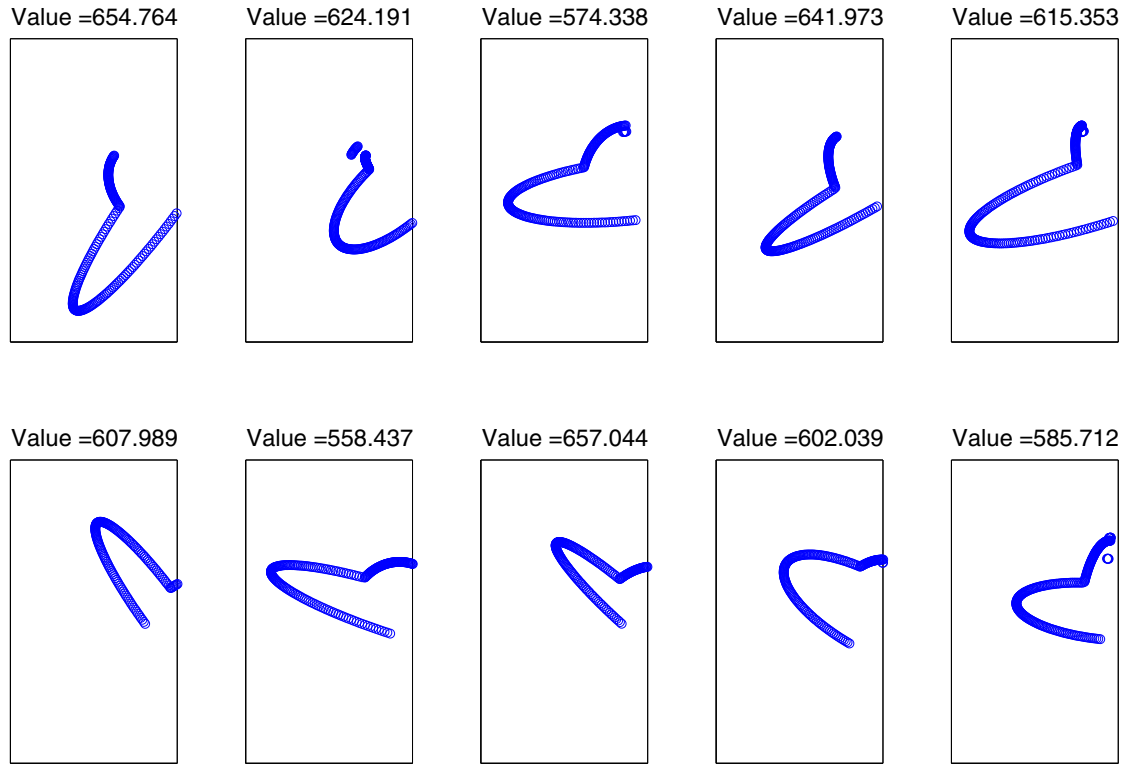 Value =654.764 Value =624.191 Value =574.338 Value =641.973 Value =615.353
Value =607.989 Value =558.437 Value =657.044 Value =602.039 Value =585.712